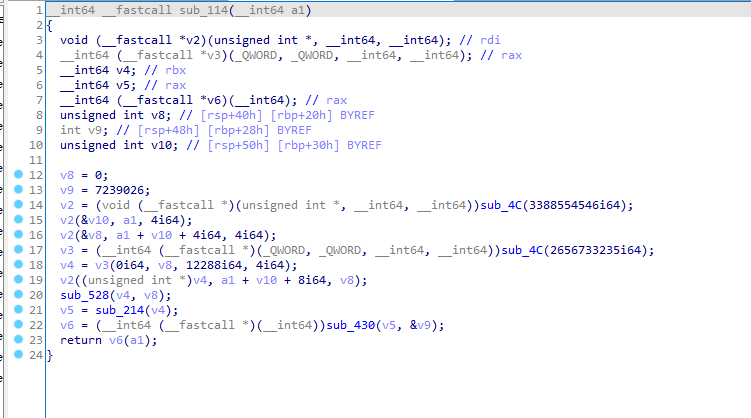 1 __int64 __fastcall sub_114(__int64 a1)
2 {
3 void (__fastcall *v2)(unsigned int *, __int64, __int64); // rdi
4 __int64 (__fastcall *v3)(_QWORD, _QWORD, __int64, __int64); // rax
5 __int64 v4; // rbx
6 __int64 v5; // rax
7 __int64 (__fastcall *v6)(__int64); // rax
8 unsigned int v8; // [rsp+40h] [rbp+20h] BYREF
9 int v9; // [rsp+48h] [rbp+28h] BYREF
10 unsigned int v10; // [rsp+50h] [rbp+30h] BYREF
11
12 v8 = 0;
13 v9 = 7239026;
14 v2 = (void (__fastcall *)(unsigned int *, __int64, __int64))sub_4C(3388554546i64);
15 v2(&v10, a1, 4i64);
16 v2(&v8, a1 + v10 + 4i64, 4i64);
17 v3 = (__int64 (__fastcall *)(_QWORD, _QWORD, __int64, __int64))sub_4C(2656733235i64);
18 v4 = v3(0i64, v8, 12288i64, 4i64);
19 v2((unsigned int *)v4, a1 + v10 + 8i64, v8);
20 sub_528(v4, v8);
21 v5 = sub_214(v4);
22 v6 = (__int64 (__fastcall *)(__int64))sub_430(v5, &v9);
23 return v6(a1);
24 }